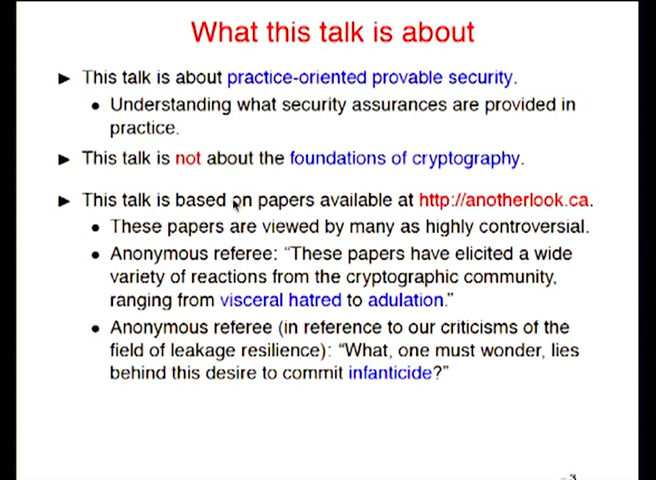 What this talk is about
► This talk is about practice-oriented provable security.
• Understanding what security assurances are provided in
practice.
► This talk is not about the foundations of cryptography.
► This talk is based on papers available at http://anotherlook.ca.
• These papers are viewed by many as highly controversial.
• Anonymous referee: “These papers have elicited a wide
variety of reactions from the cryptographic community,
ranging from visceral hatred to adulation.”
• Anonymous referee (in reference to our criticisms of the
field of leakage resilience): “What, one must wonder, lies
behind this desire to commit infanticide?”
– 3